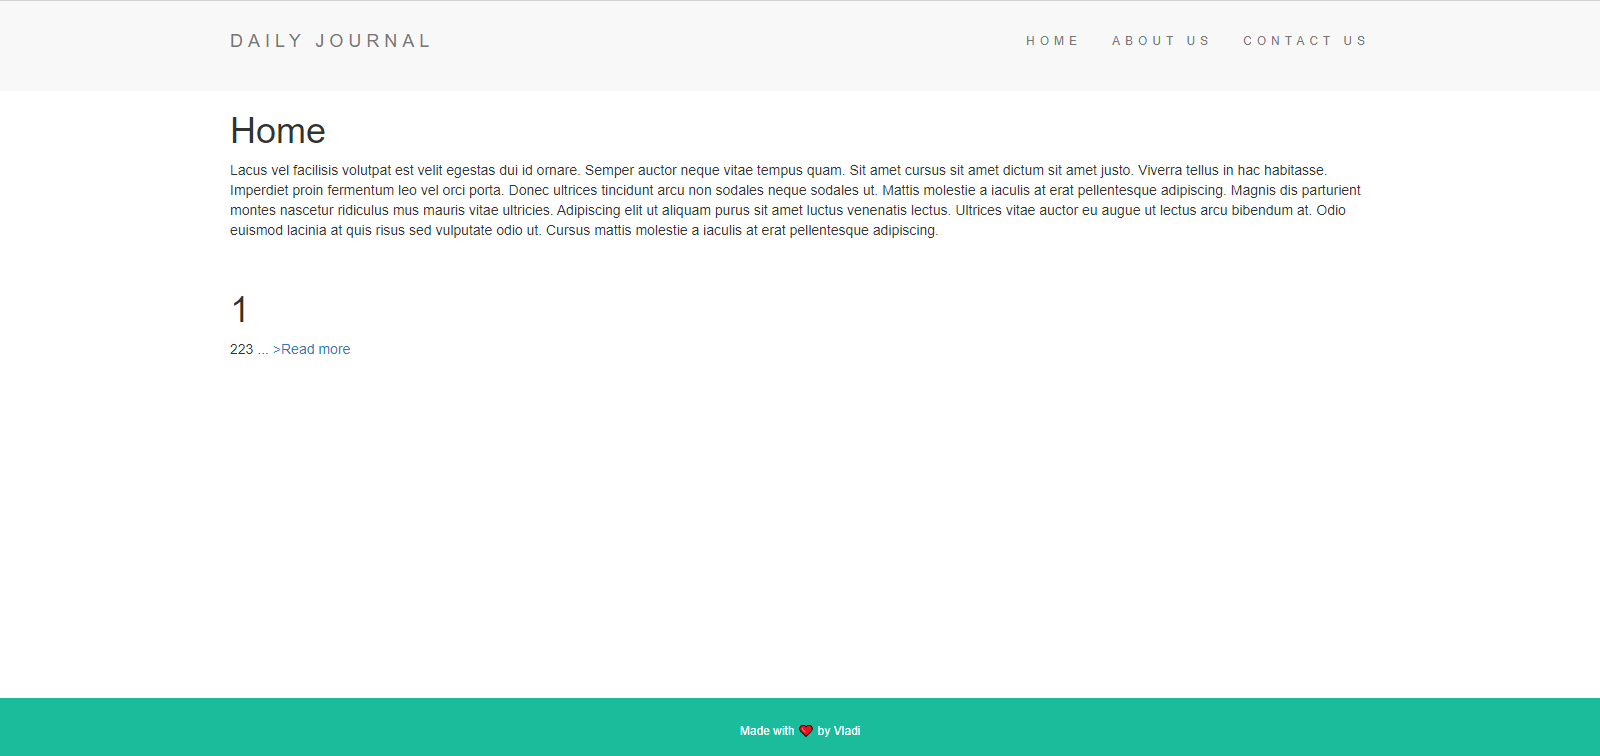 DAILY JOURNAL
HOME ABOUT US CONTACT US
Home
Lacus vel facilisis volutpat est velit egestas dui id ornare. Semper auctor neque vitae tempus quam. Sit amet cursus sit amet dictum sit amet justo. Viverra tellus in hac habitasse.
Imperdiet proin fermentum leo vel orci porta. Donec ultrices tincidunt arcu non sodales neque sodales ut. Mattis molestie a iaculis at erat pellentesque adipiscing. Magnis dis parturient
montes nascetur ridiculus mus mauris vitae ultricies. Adipiscing elit ut aliquam purus sit amet luctus venenatis lectus. Ultrices vitae auctor eu augue ut lectus arcu bibendum at. Odio
euismod lacinia at quis risus sed vulputate odio ut. Cursus mattis molestie a iaculis at erat pellentesque adipiscing.
1
223 ... >Read more
Made with ❤ by Vladi